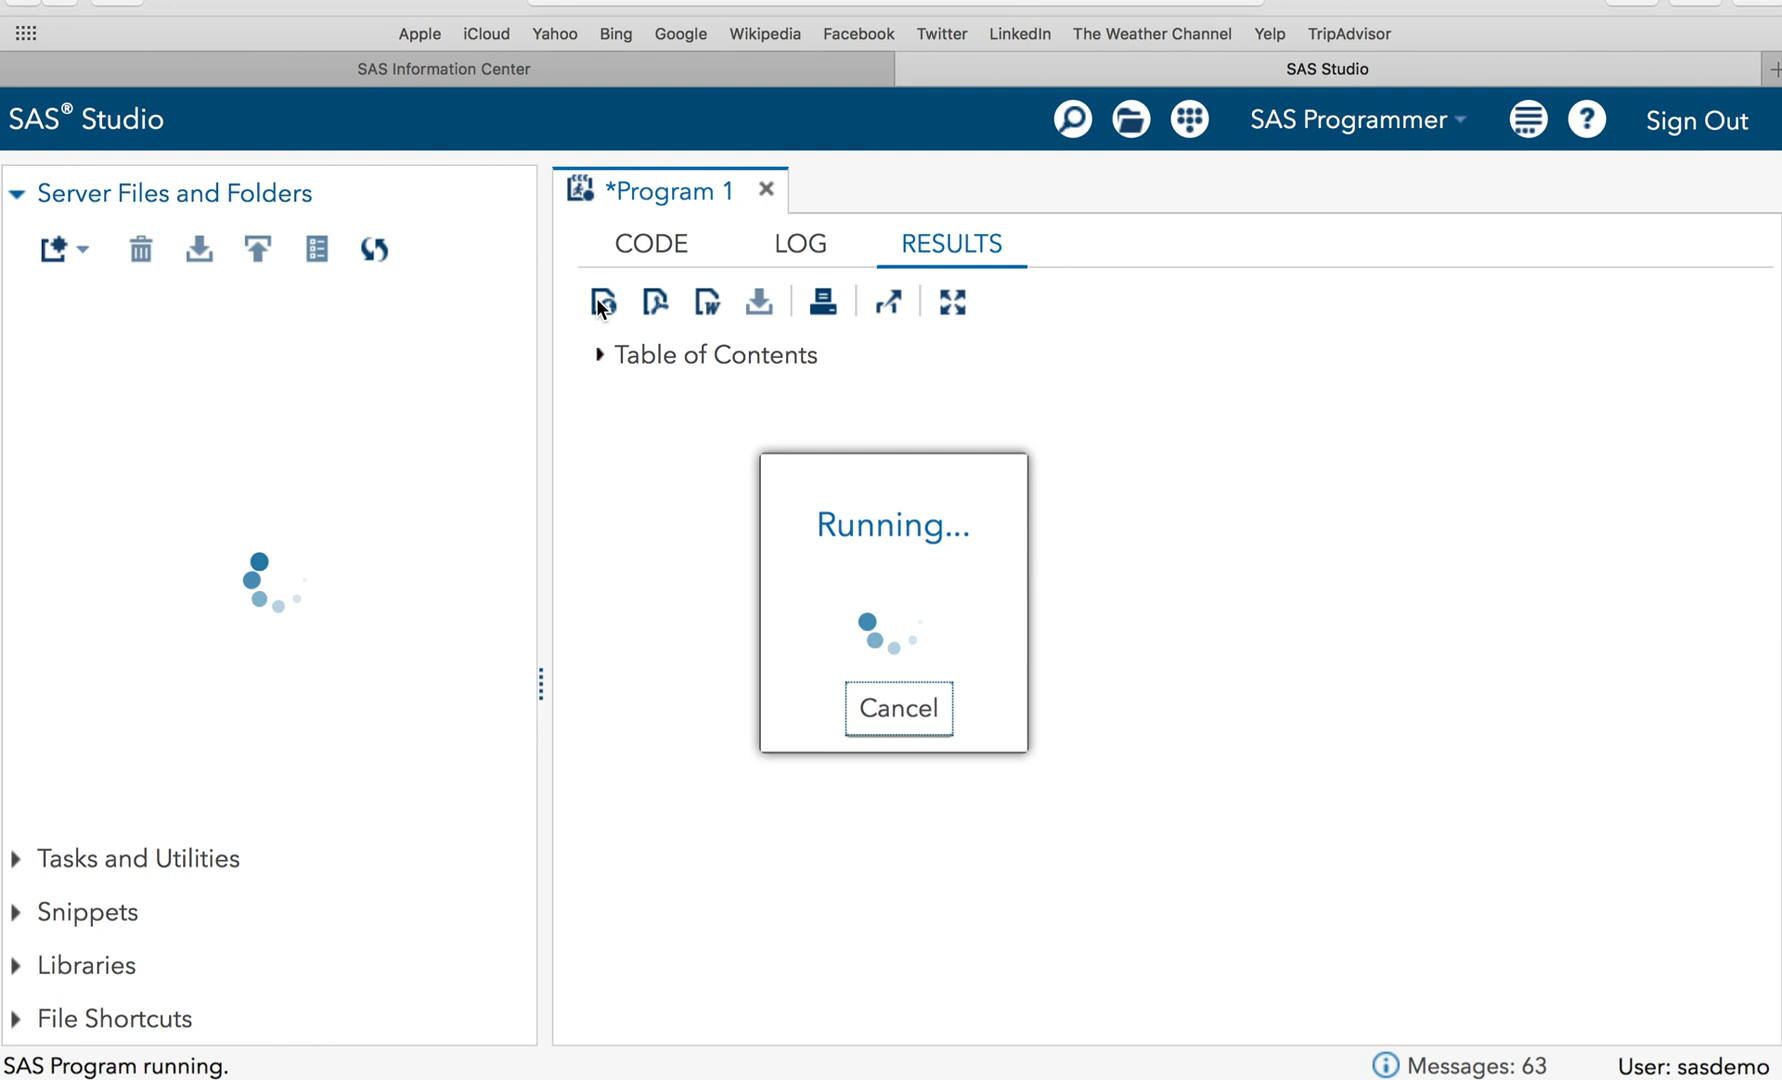 Apple iCloud Yahoo Bing Google Wikipedia Facebook Twitter LinkedIn The Weather Channel Yelp TripAdvisor
SAS Information Center SAS Studio
SAS® Studio SAS Programmer ? Sign Out
Server Files and Folders
*Program 1
CODE LOG RESULTS
Table of Contents
Running...
Cancel
Tasks and Utilities
Snippets
Libraries
File Shortcuts
SAS Program running. Messages: 63 User: sasdemo